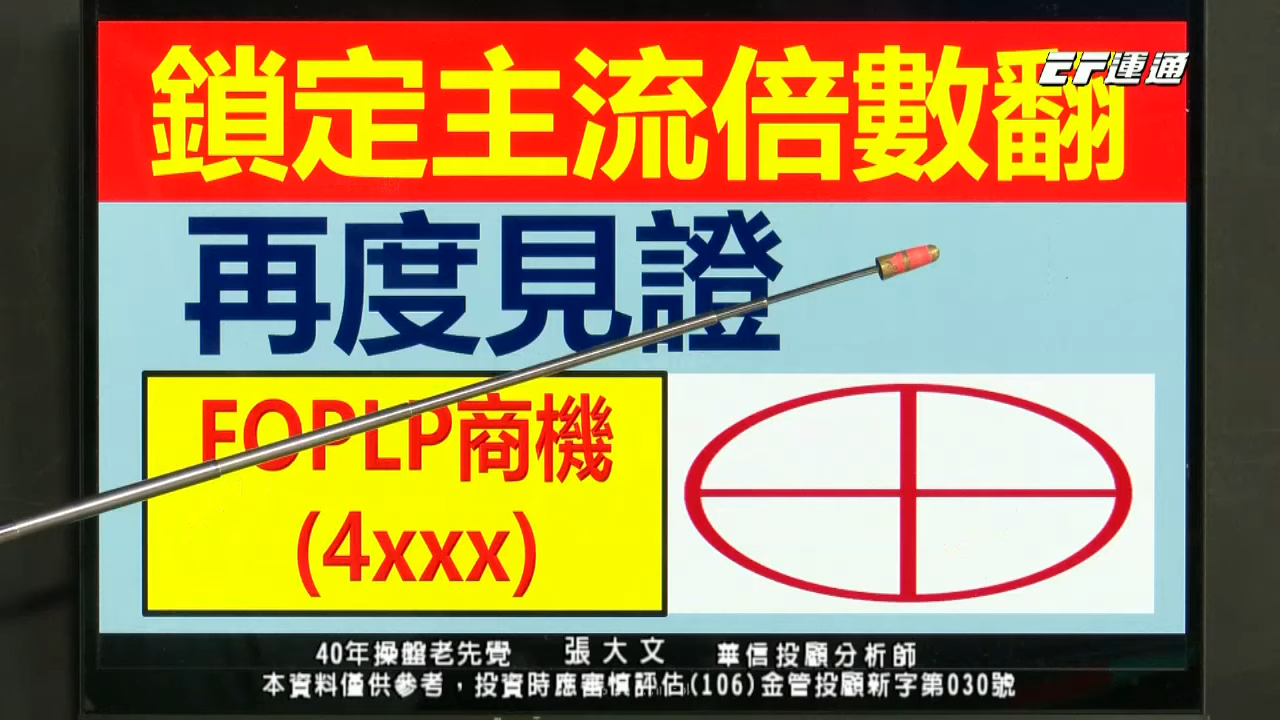 鎖定主流倍數翻
EF運通
再度見證
FOPLP商機
(4xxx)
40年操盤老先覺 張大文 華信投顧分析師
本資料僅供參考，投資時應審慎評估(106)金管投顧新字第030號